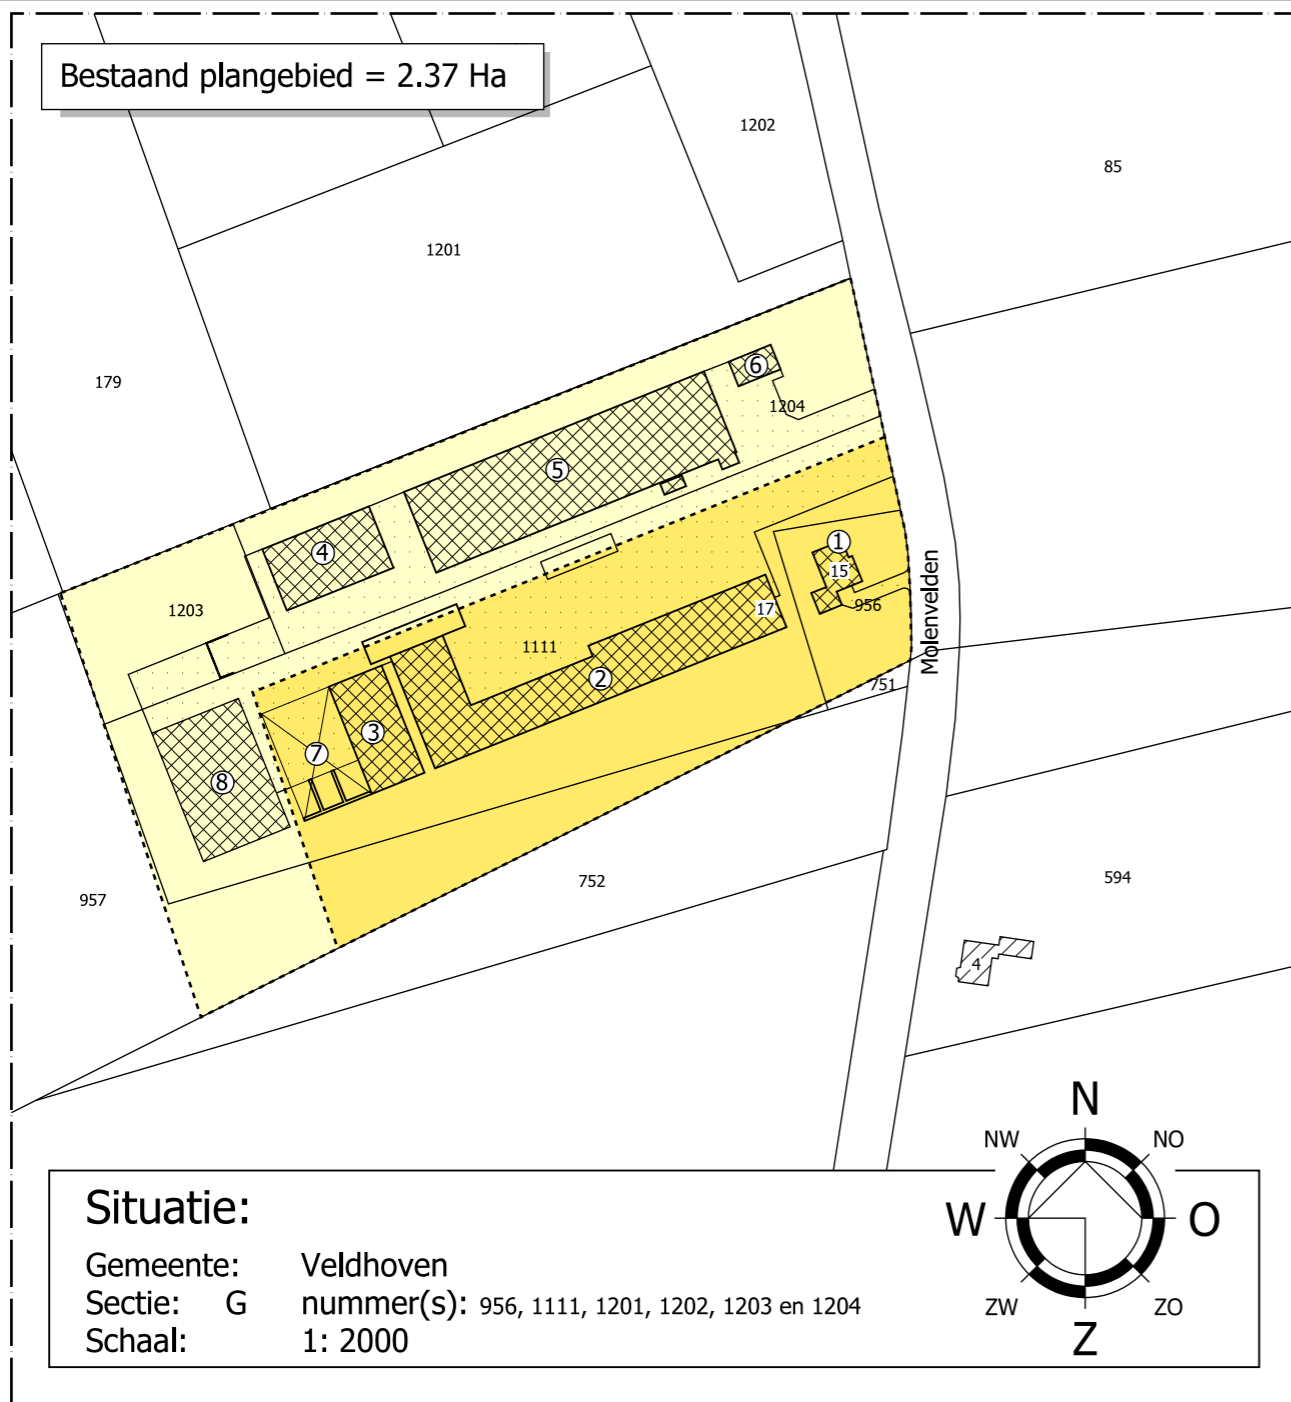 Bestaand plangebied = 2.37 Ha
1202
85
1201
179
6
1204
5
4
1
15
1203
17
956
Molenvelden
1111
2
751
3
7
8
752
594
957
4
N
NW
NO
W
O
ZW
ZO
Z
Situatie:
Gemeente: Veldhoven
Sectie: G nummer(s): 956, 1111, 1201, 1202, 1203 en 1204
Schaal: 1: 2000